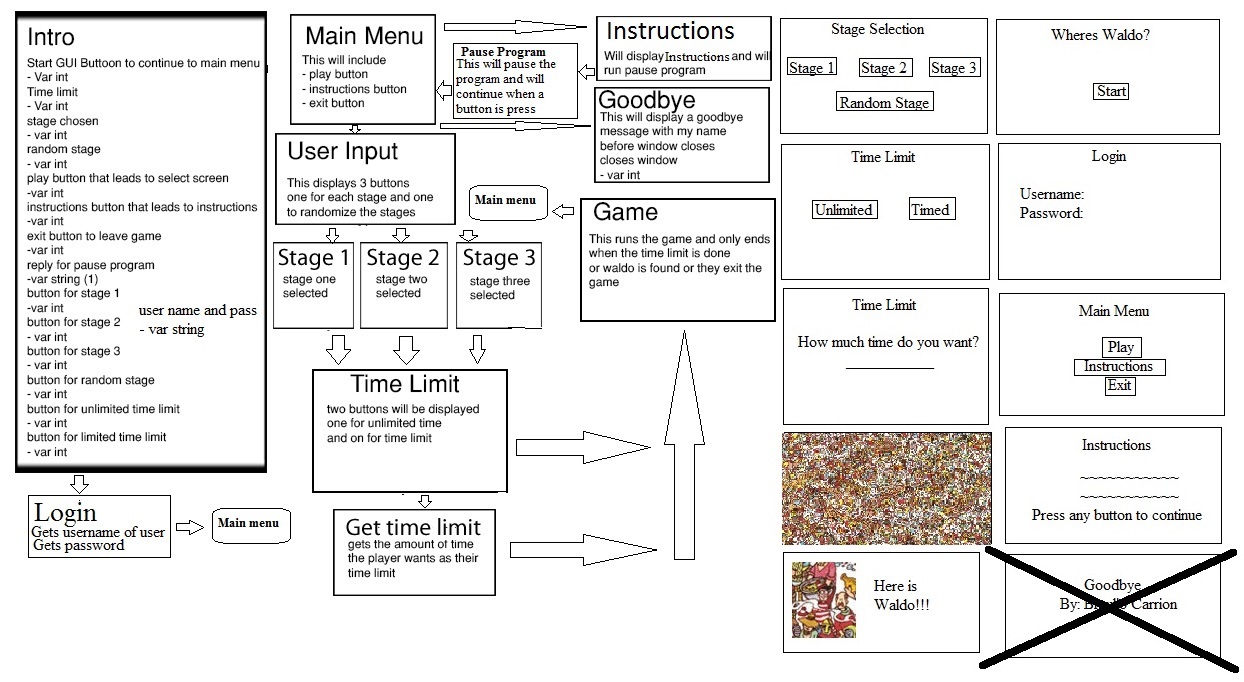 Intro
Start GUI Buttoon to continue to main menu
- Var int
Time limit
- Var int
stage chosen
- var int
random stage
- var int
play button that leads to select screen
-var int
instructions button that leads to instructions
-var int
exit button to leave game
-var int
reply for pause program
-var string (1)
button for stage 1
-var int
button for stage 2
- var int
button for stage 3
- var int
button for random stage
- var int
button for unlimited time limit
- var int
button for limited time limit
- var int
user name and pass
- var string
Login
Gets username of user
Gets password
Main menu
Main Menu
This will include
- play button
- instructions button
- exit button
Pause Program
This will pause the
program and will
continue when a
button is press
Instructions
Will display Instructions and will
run pause program
Goodbye
This will display a goodbye
message with my name
before window closes
closes window
- var int
User Input
This displays 3 buttons
one for each stage and one
to randomize the stages
Main menu
Game
This runs the game and only ends
when the time limit is done
or waldo is found or they exit the
game
Stage 1
stage one
selected
Stage 2
stage two
selected
Stage 3
stage three
selected
Time Limit
two buttons will be displayed
one for unlimited time
and on for time limit
Get time limit
gets the amount of time
the player wants as their
time limit
Stage Selection
Stage 1
Stage 2
Stage 3
Random Stage
Wheres Waldo?
Start
Time Limit
Unlimited
Timed
Login
Username:
Password:
Time Limit
How much time do you want?
Main Menu
Play
Instructions
Exit
Instructions
Press any button to continue
Here is
Waldo!!!
Goodbye
By: Carrion